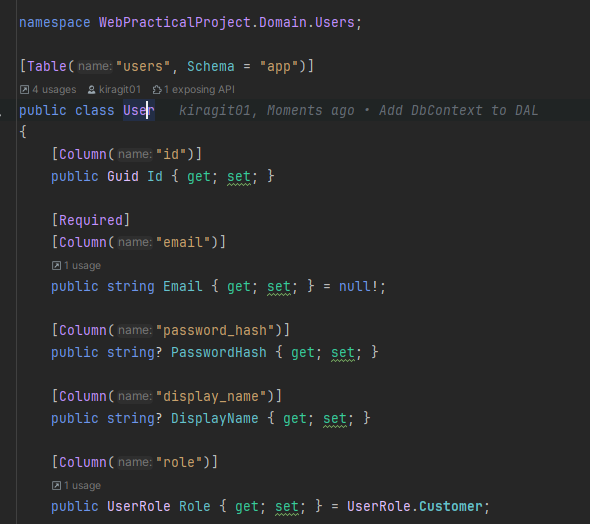 namespace WebPracticalProject.Domain.Users;
[Table(name:"users", Schema = "app")]
4 usages kiragit01 1 exposing API
public class User kiragit01, Moments ago • Add DbContext to DAL
{
[Column(name:"id")]
public Guid Id { get; set; }
[Required]
[Column(name:"email")]
1 usage
public string Email { get; set; } = null!;
[Column(name:"password_hash")]
public string? PasswordHash { get; set; }
[Column(name:"display_name")]
public string? DisplayName { get; set; }
[Column(name:"role")]
1 usage
public UserRole Role { get; set; } = UserRole.Customer;